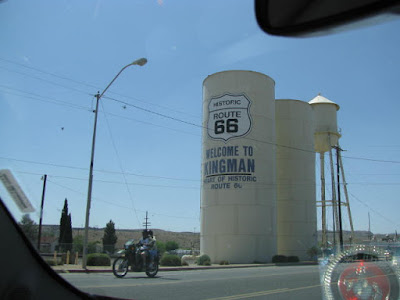 HISTORIC
ROUTE
66
WELCOME TO
KINGMAN
HEART OF HISTORIC
ROUTE 66